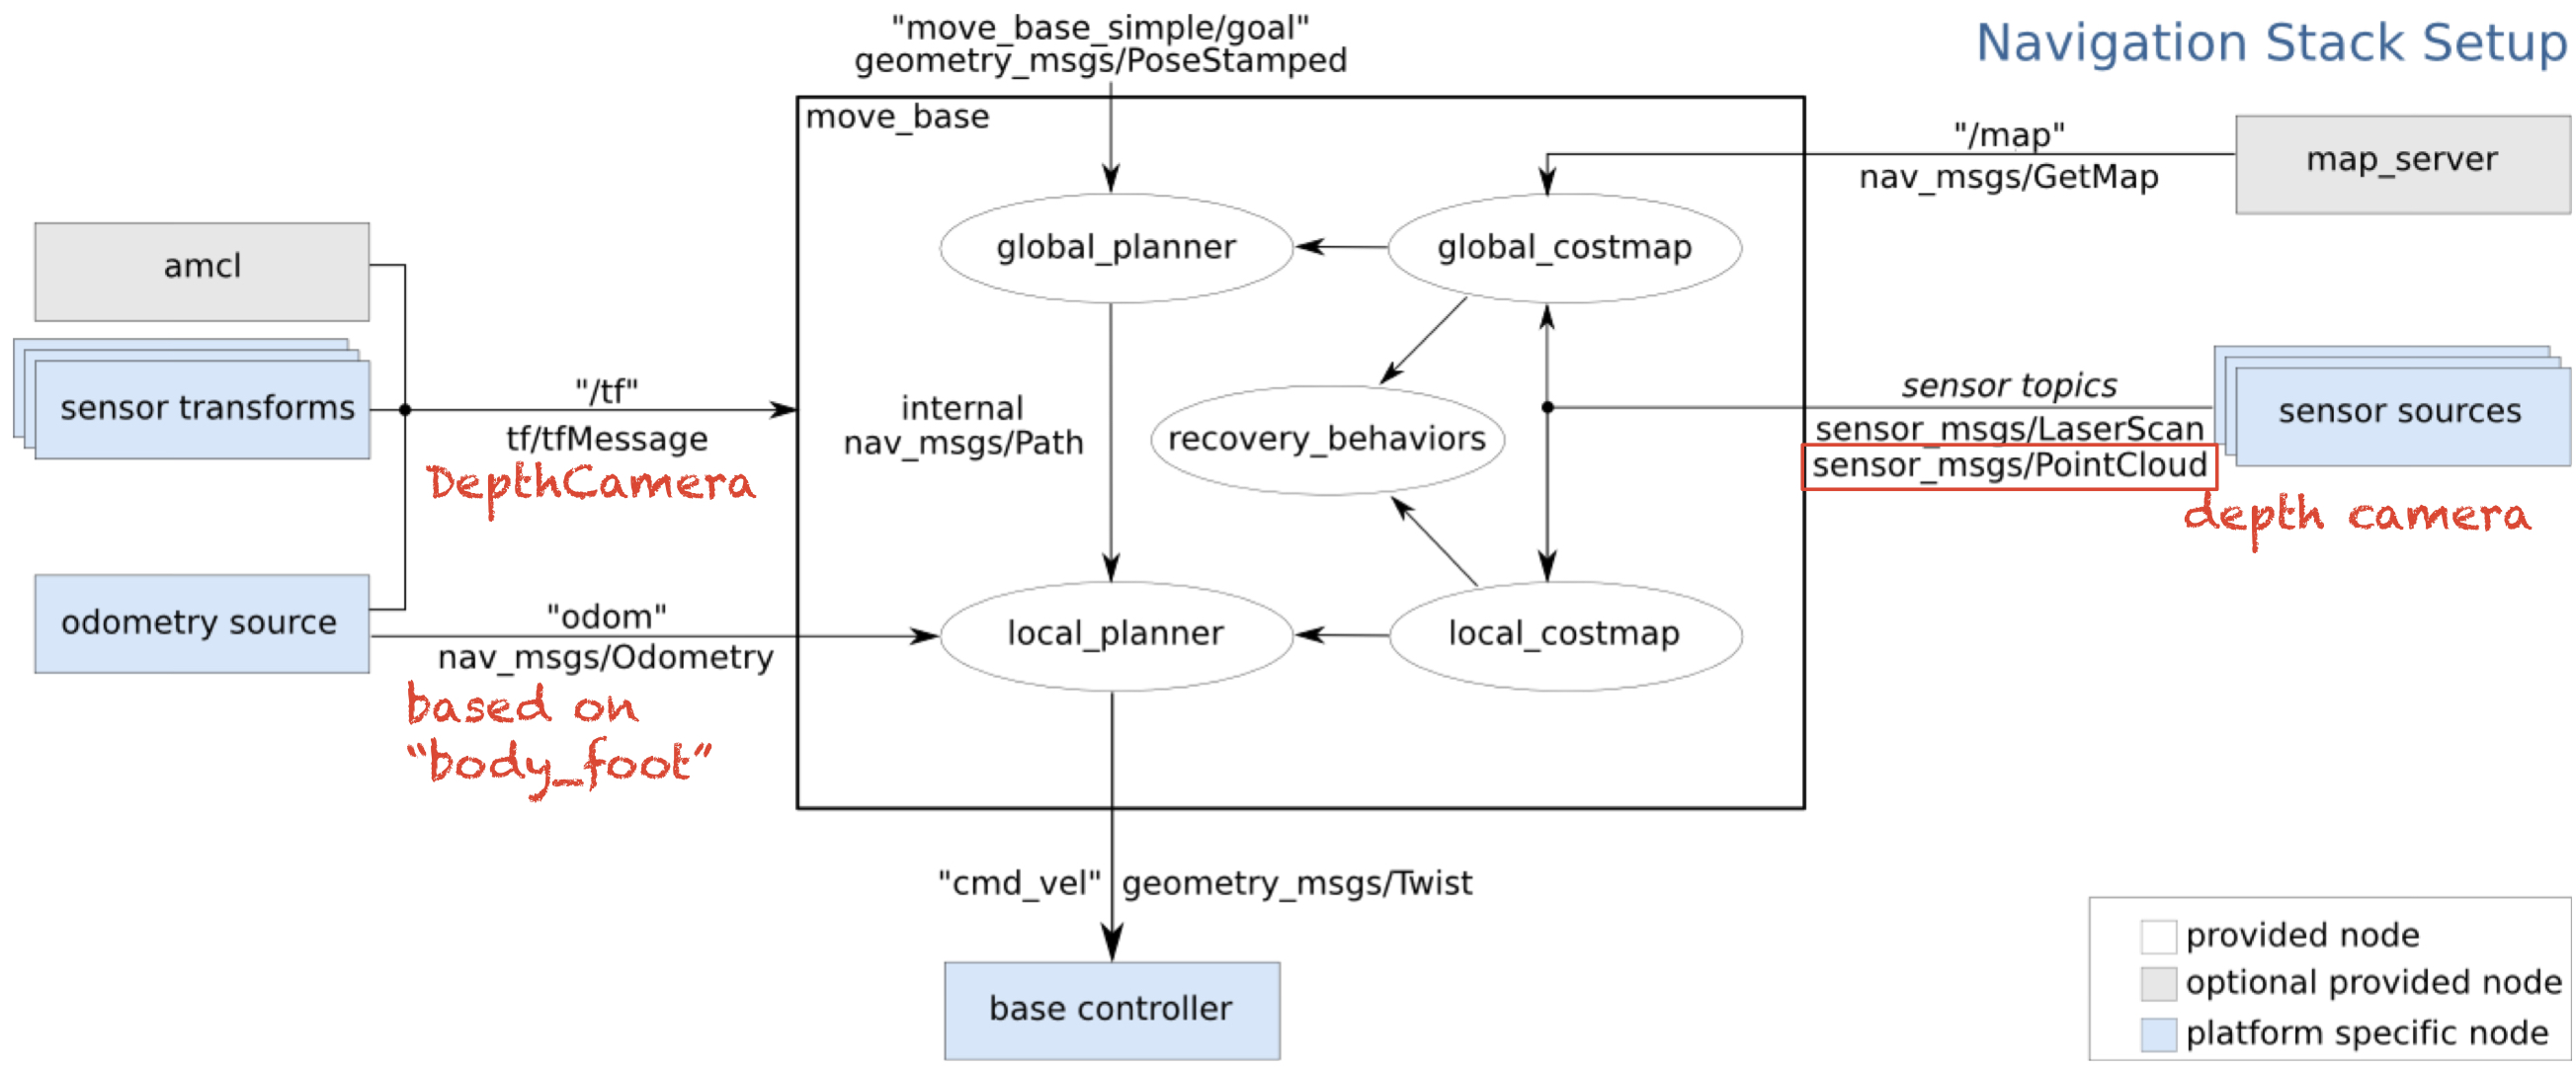 "move_base_simple/goal"
geometry_msgs/PoseStamped
Navigation Stack Setup
move_base
"/map"
nav_msgs/GetMap
map_server
amcl
global_planner
global_costmap
sensor transforms
"/tf"
tf/tfMessage
DepthCamera
internal
nav_msgs/Path
recovery_behaviors
sensor topics
sensor_msgs/LaserScan
sensor_msgs/PointCloud
sensor sources
depth camera
odometry source
"odom"
nav_msgs/Odometry
based on
“body_foot”
local_planner
local_costmap
"cmd_vel"
geometry_msgs/Twist
base controller
provided node
optional provided node
platform specific node